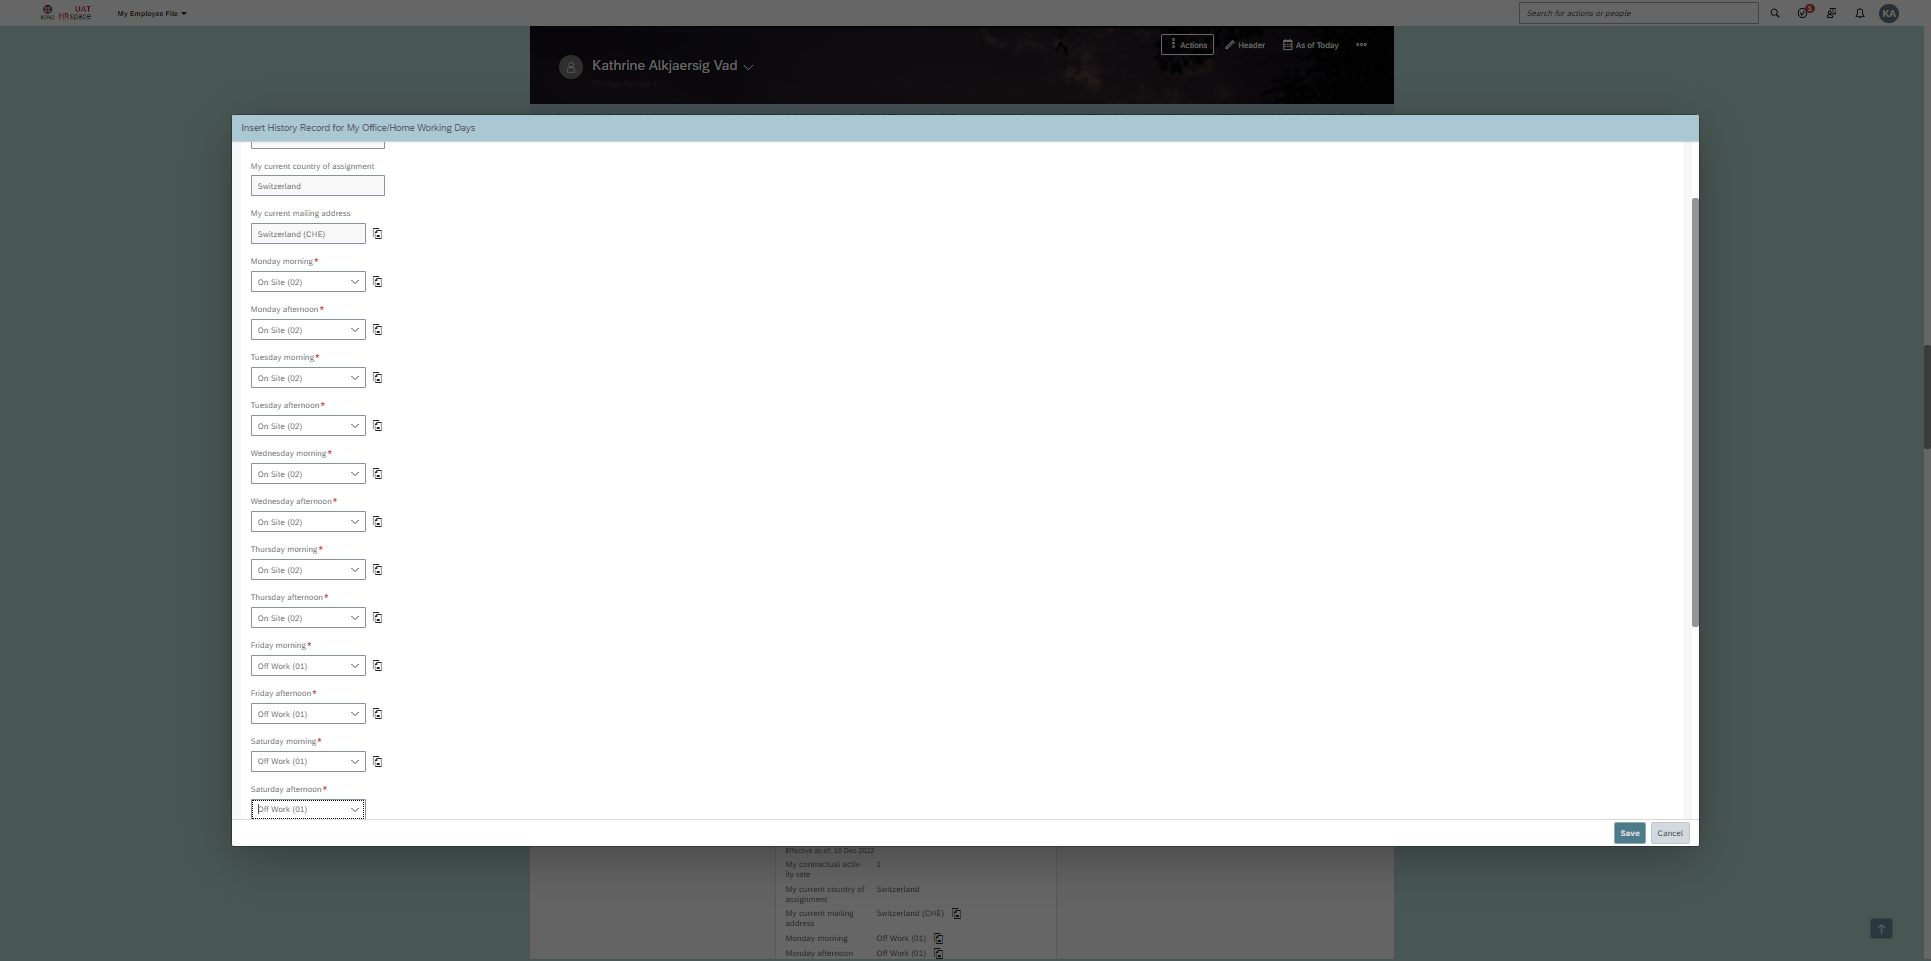 UAT
ICRC HRspace
My Employee File
Search for actions or people
1
KA
Actions
Header
As of Today
Kathrine Alkjaersig Vad
Insert History Record for My Office/Home Working Days
My current country of assignment
Switzerland
My current mailing address
Switzerland (CHE)
Monday morning*
On Site (02)
Monday afternoon*
On Site (02)
Tuesday morning*
On Site (02)
Tuesday afternoon*
On Site (02)
Wednesday morning*
On Site (02)
Wednesday afternoon*
On Site (02)
Thursday morning*
On Site (02)
Thursday afternoon*
On Site (02)
Friday morning*
Off Work (01)
Friday afternoon*
Off Work (01)
Saturday morning*
Off Work (01)
Saturday afternoon*
Off Work (01)
Save
Cancel
Effective as of: 10 Dec 2022
My contractual activ- 1
ity rate
My current country of Switzerland
assignment
My current mailing Switzerland (CHE)
address
Monday morning Off Work (01)
Monday afternoon Off Work (01)